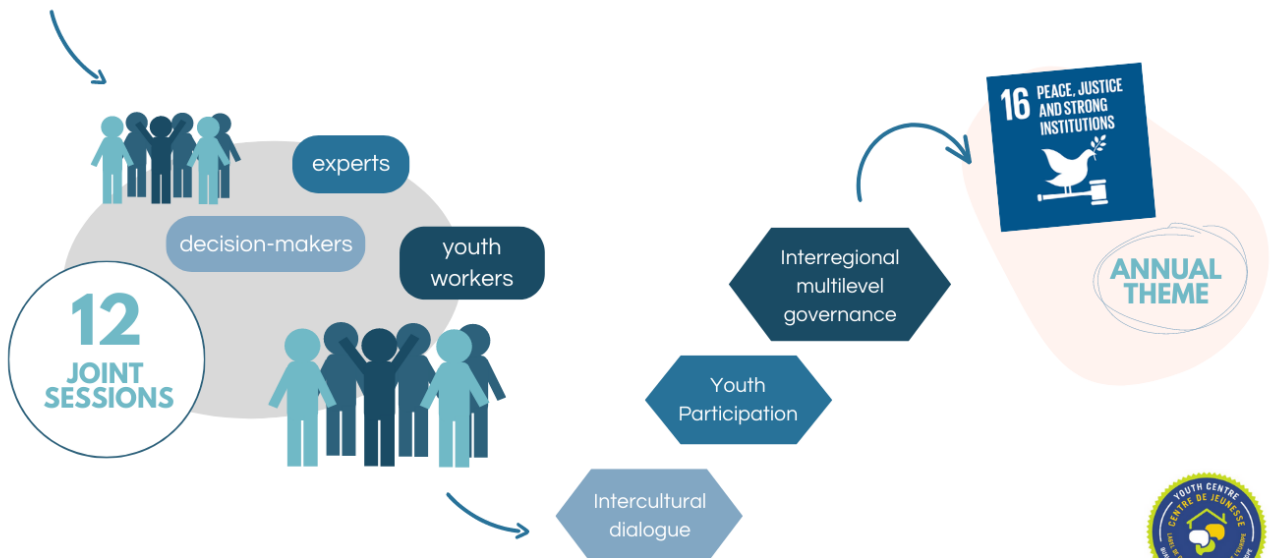 experts
decision-makers
youth
workers
12
JOINT
SESSIONS
Intercultural
dialogue
Youth
Participation
Interregional
multilevel
governance
16 PEACE, JUSTICE
AND STRONG
INSTITUTIONS
ANNUAL
THEME
YOUTH CENTRE
CENTRE DE JEUNESSE